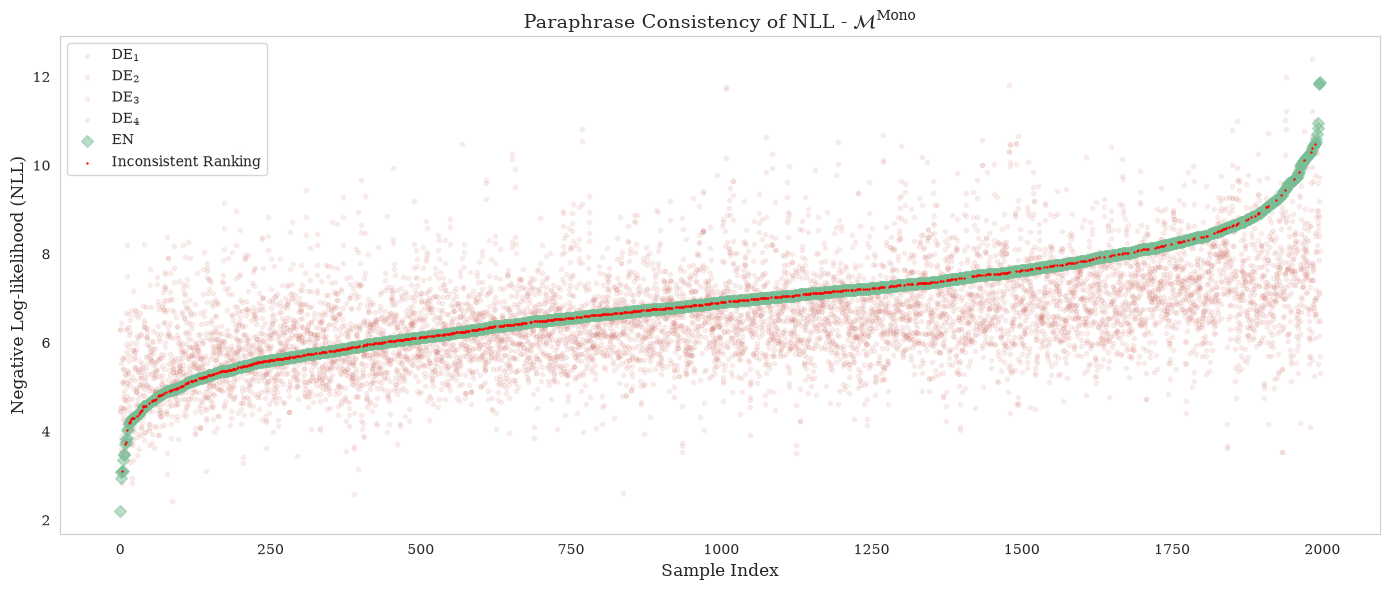 Paraphrase Consistency of NLL - ℳ^Mono
DE₁
DE₂
DE₃
DE₄
EN
Inconsistent Ranking
Negative Log-likelihood (NLL)
12
10
8
6
4
2
0 250 500 750 1000 1250 1500 1750 2000
Sample Index